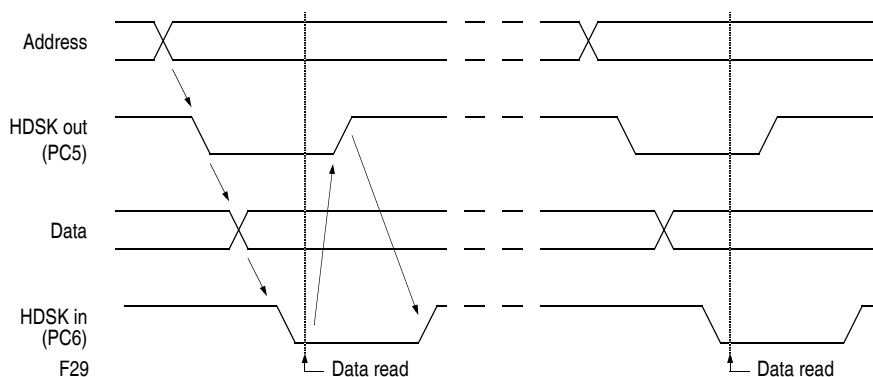 Address
HDSK out
(PC5)
Data
HDSK in
(PC6)
F29
Data read
Data read